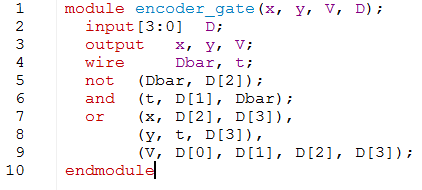 1 module encoder_gate(x, y, V, D);
2 input[3:0] D;
3 output x, y, V;
4 wire Dbar, t;
5 not (Dbar, D[2]);
6 and (t, D[1], Dbar);
7 or (x, D[2], D[3]),
8 (y, t, D[3]),
9 (V, D[0], D[1], D[2], D[3]);
10 endmodule